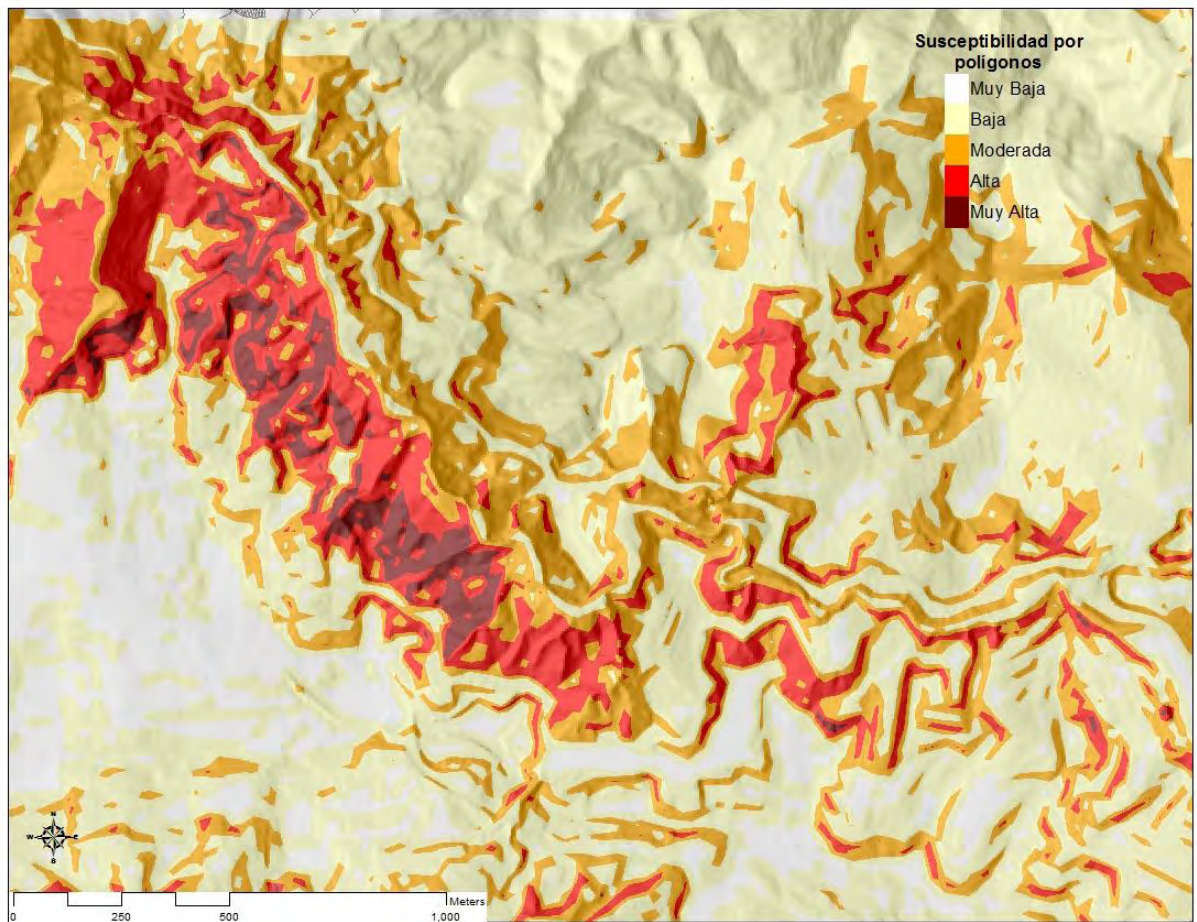 Susceptibilidad por
polígonos
Muy Baja
Baja
Moderada
Alta
Muy Alta
N
W E
S
Meters
0 250 500 1,000